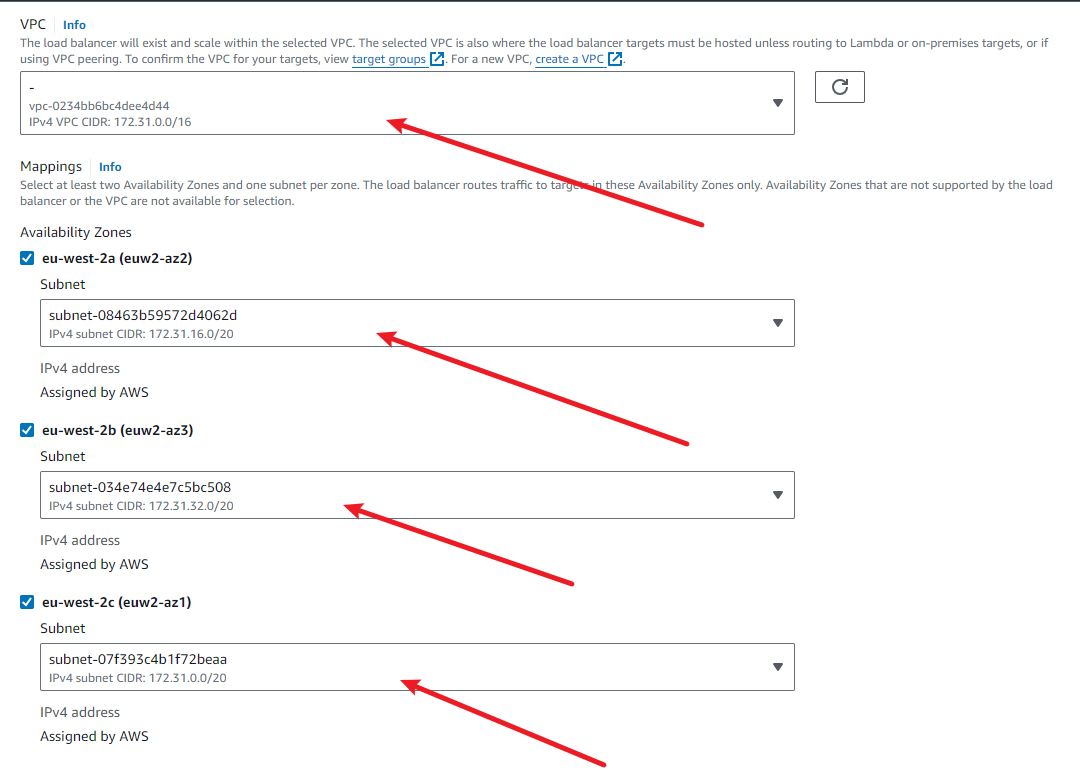 VPC Info
The load balancer will exist and scale within the selected VPC. The selected VPC is also where the load balancer targets must be hosted unless routing to Lambda or on-premises targets, or if
using VPC peering. To confirm the VPC for your targets, view target groups. For a new VPC, create a VPC.
-
vpc-0234bb6bc4dee4d44
IPv4 VPC CIDR: 172.31.0.0/16
Mappings Info
Select at least two Availability Zones and one subnet per zone. The load balancer routes traffic to targets in these Availability Zones only. Availability Zones that are not supported by the load
balancer or the VPC are not available for selection.
Availability Zones
eu-west-2a (euw2-az2)
Subnet
subnet-08463b59572d4062d
IPv4 subnet CIDR: 172.31.16.0/20
IPv4 address
Assigned by AWS
eu-west-2b (euw2-az3)
Subnet
subnet-034e74e4e7c5bc508
IPv4 subnet CIDR: 172.31.32.0/20
IPv4 address
Assigned by AWS
eu-west-2c (euw2-az1)
Subnet
subnet-07f393c4b1f72beaa
IPv4 subnet CIDR: 172.31.0.0/20
IPv4 address
Assigned by AWS